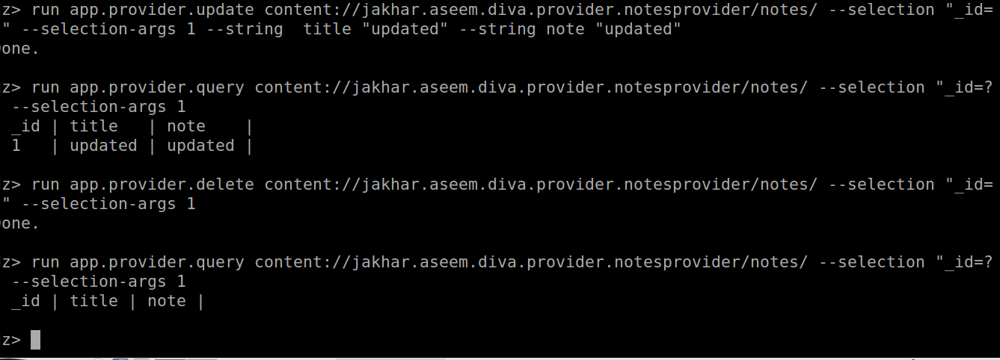 z> run app.provider.update content://jakhar.aseem.diva.provider.notesprovider/notes/ --selection "_id=
" --selection-args 1 --string  title "updated" --string note "updated"
one.
z> run app.provider.query content://jakhar.aseem.diva.provider.notesprovider/notes/ --selection "_id=?
--selection-args 1
_id | title   | note    |
1   | updated | updated |
z> run app.provider.delete content://jakhar.aseem.diva.provider.notesprovider/notes/ --selection "_id=
" --selection-args 1
one.
z> run app.provider.query content://jakhar.aseem.diva.provider.notesprovider/notes/ --selection "_id=?
--selection-args 1
_id | title | note |
z>